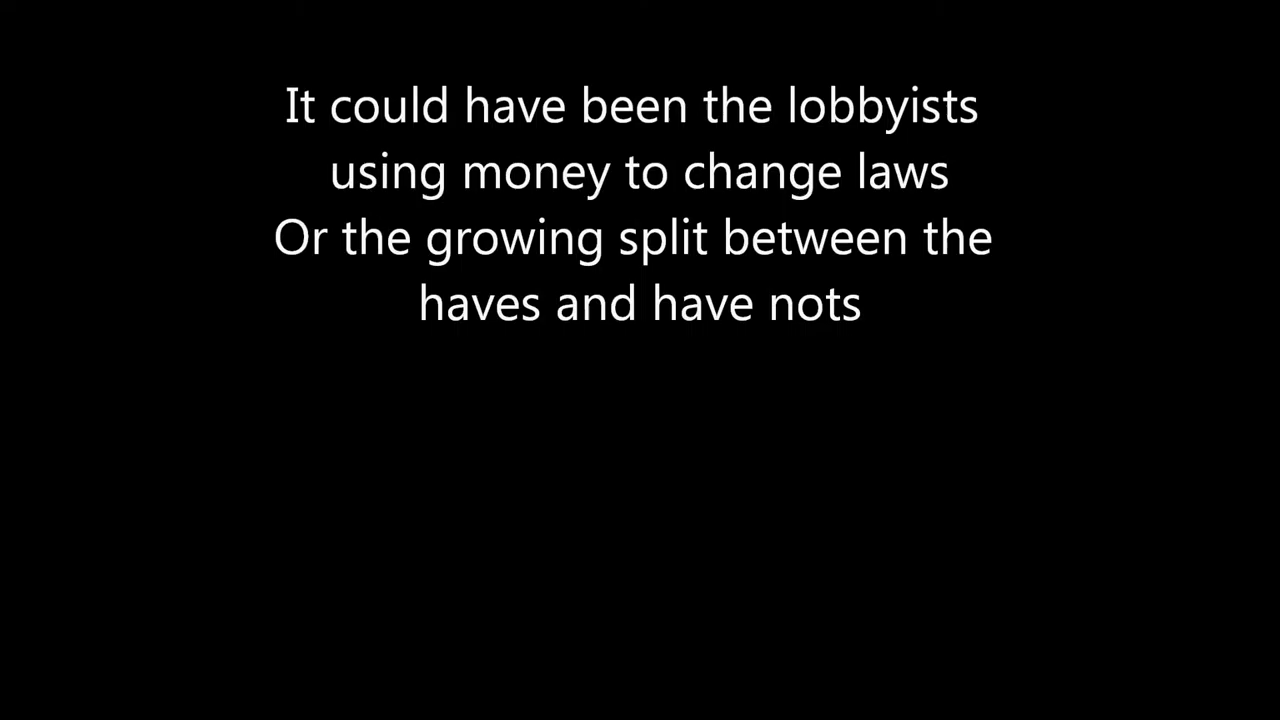 It could have been the lobbyists
using money to change laws
Or the growing split between the
haves and have nots